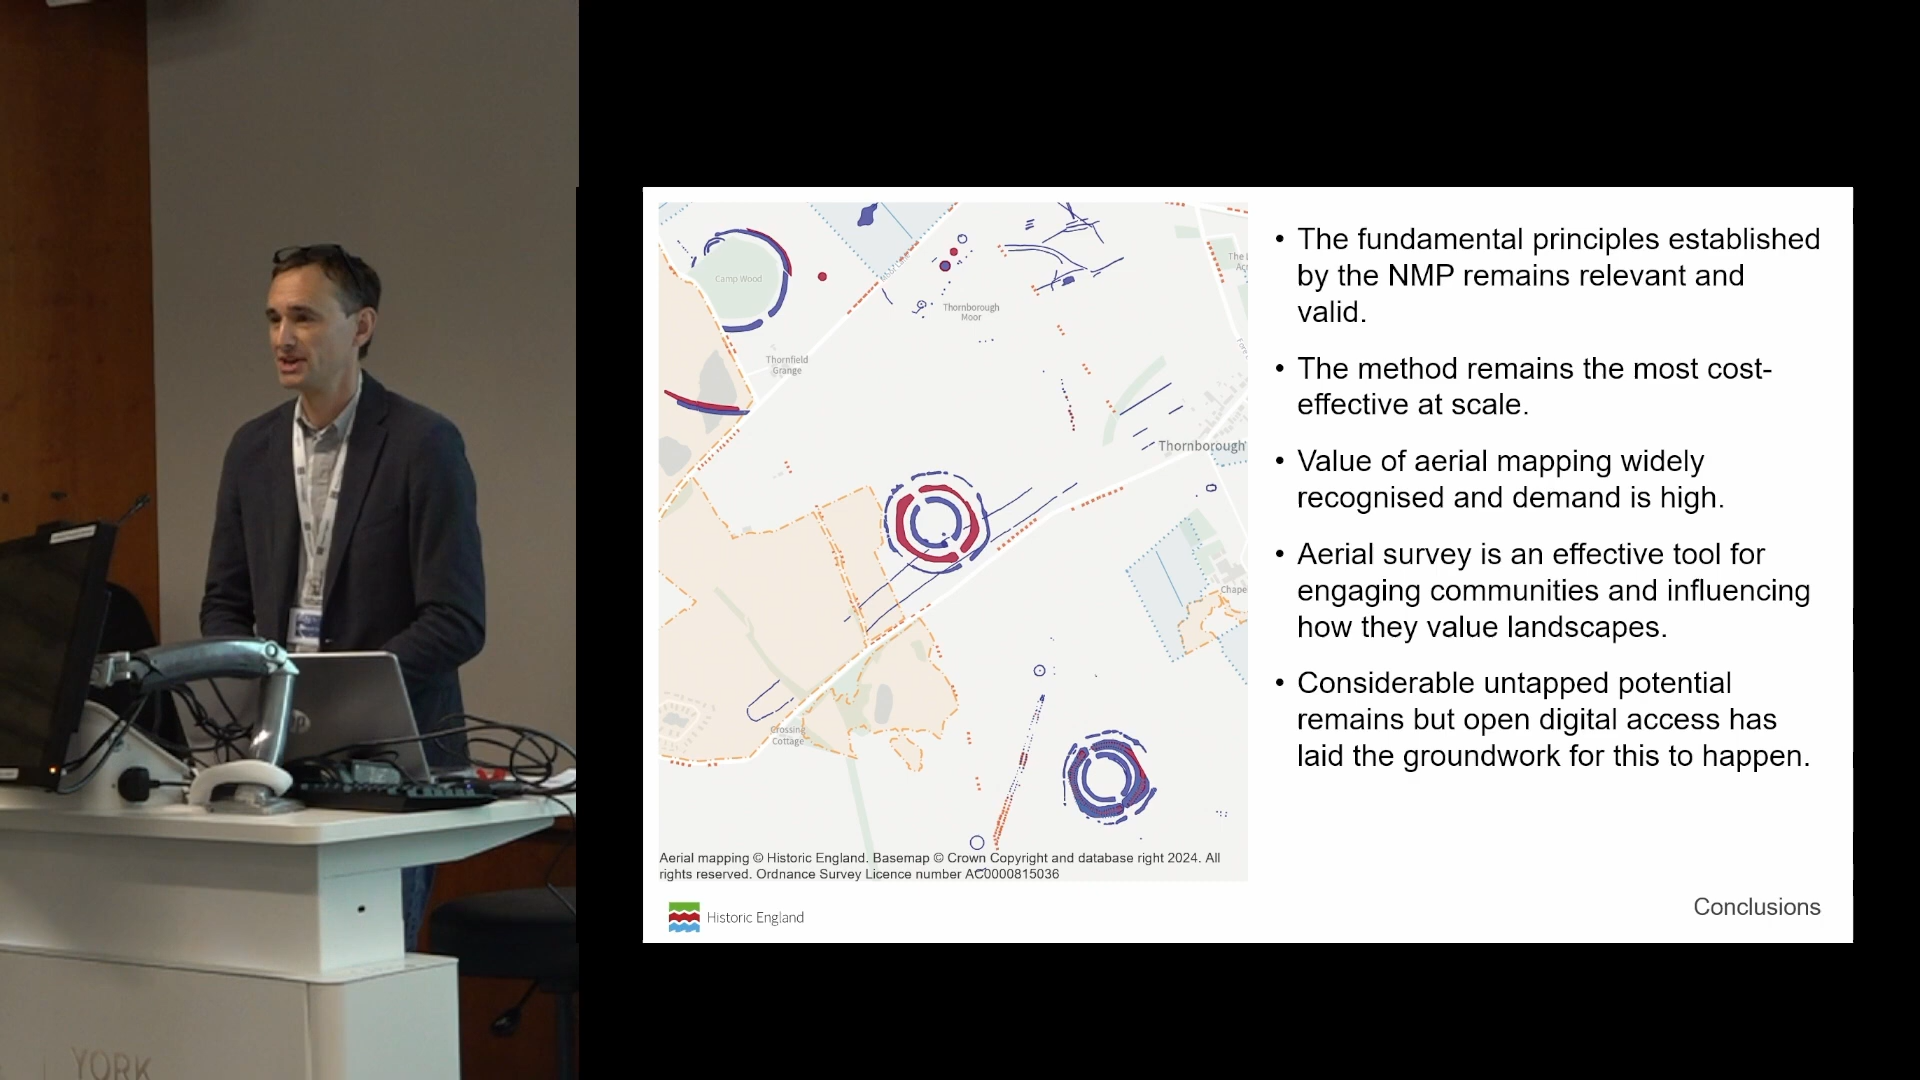 Camp Wood
Thornborough
Moor
Thornfield
Grange
Thornborough
Chape
Crossing
Cottage
Aerial mapping © Historic England. Basemap © Crown Copyright and database right 2024. All
rights reserved. Ordnance Survey Licence number AC0000815036
Historic England
• The fundamental principles established
by the NMP remains relevant and
valid.
• The method remains the most cost-
effective at scale.
• Value of aerial mapping widely
recognised and demand is high.
• Aerial survey is an effective tool for
engaging communities and influencing
how they value landscapes.
• Considerable untapped potential
remains but open digital access has
laid the groundwork for this to happen.
Conclusions
YORK
hp